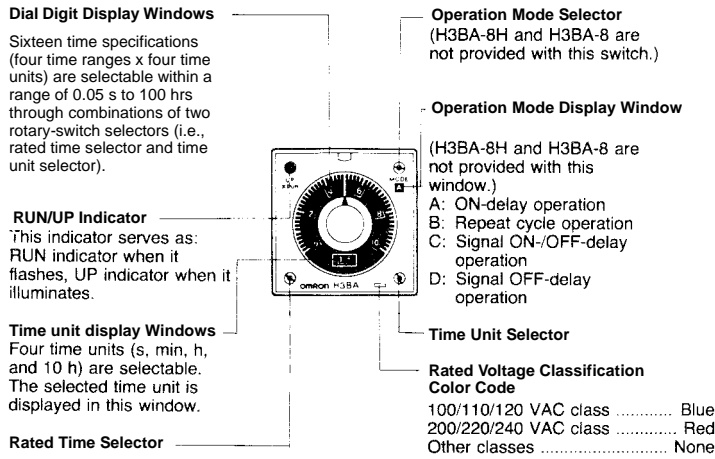 Dial Digit Display Windows
Sixteen time specifications
(four time ranges x four time
units) are selectable within a
range of 0.05 s to 100 hrs
through combinations of two
rotary-switch selectors (i.e.,
rated time selector and time
unit selector).
RUN/UP Indicator
This indicator serves as:
RUN indicator when it
flashes, UP indicator when it
illuminates.
Time unit display Windows
Four time units (s, min, h,
and 10 h) are selectable.
The selected time unit is
displayed in this window.
Rated Time Selector
UP
MODE
A
7
8
10
OMRON H3BA
Operation Mode Selector
(H3BA-8H and H3BA-8 are
not provided with this switch.)
Operation Mode Display Window
(H3BA-8H and H3BA-8 are
not provided with this
window.)
A: ON-delay operation
B: Repeat cycle operation
C: Signal ON-/OFF-delay
operation
D: Signal OFF-delay
operation
Time Unit Selector
Rated Voltage Classification
Color Code
100/110/120 VAC class ............ Blue
200/220/240 VAC class ............ Red
Other classes ....................... None